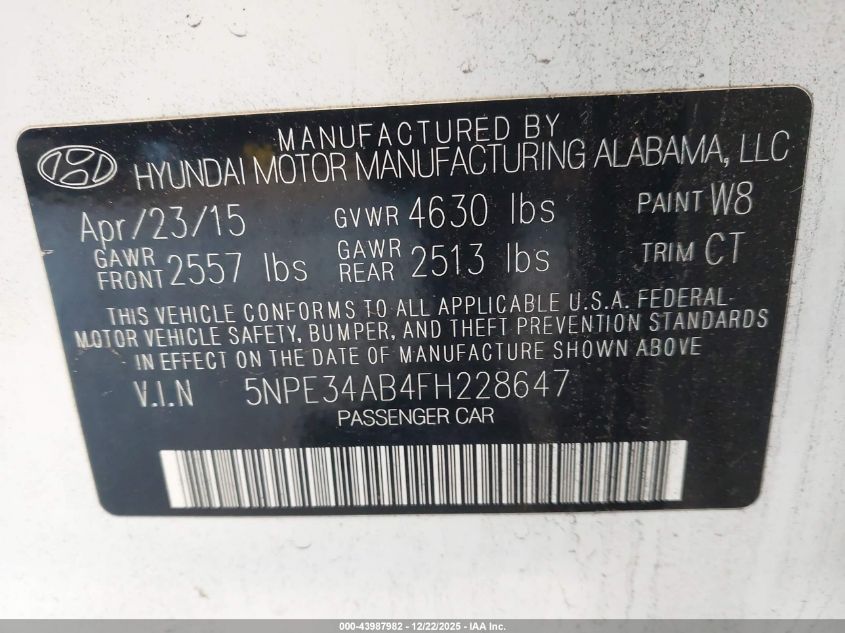 MANUFACTURED BY
HYUNDAI MOTOR MANUFACTURING ALABAMA, LLC
Apr/23/15 GVWR 4630 lbs PAINT W8
GAWR FRONT 2557 lbs GAWR REAR 2513 lbs TRIM CT
THIS VEHICLE CONFORMS TO ALL APPLICABLE U.S.A. FEDERAL
MOTOR VEHICLE SAFETY, BUMPER, AND THEFT PREVENTION STANDARDS
IN EFFECT ON THE DATE OF MANUFACTURE SHOWN ABOVE
V.I.N 5NPE34AB4FH228647
PASSENGER CAR
000-43987982 - 12/22/2025 - IAA Inc.